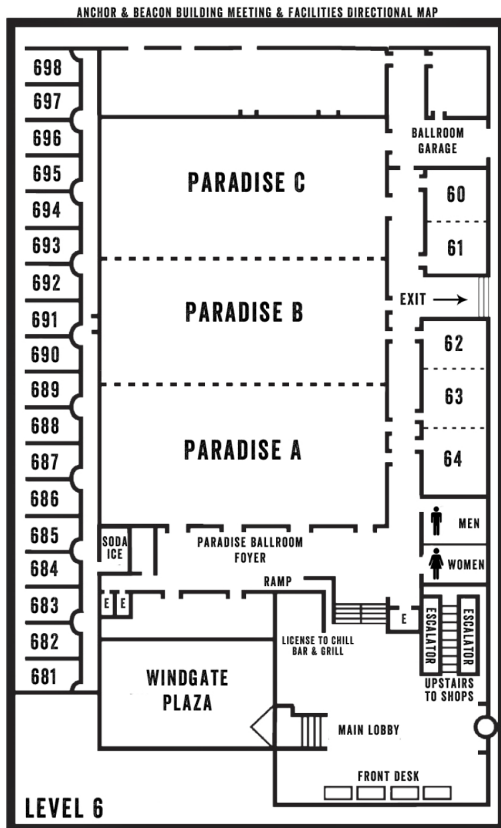 ANCHOR & BEACON BUILDING MEETING & FACILITIES DIRECTIONAL MAP
698
697
696
695
694
693
692
691
690
689
688
687
686
685
684
683
682
681
BALLROOM
GARAGE
PARADISE C
60
61
EXIT
PARADISE B
62
63
PARADISE A
64
SODA
ICE
PARADISE BALLROOM
FOYER
MEN
WOMEN
RAMP
E
E
E
ESCALATOR
ESCALATOR
LICENSE TO CHILL
BAR & GRILL
UPSTAIRS
TO SHOPS
WINDGATE
PLAZA
MAIN LOBBY
FRONT DESK
LEVEL 6